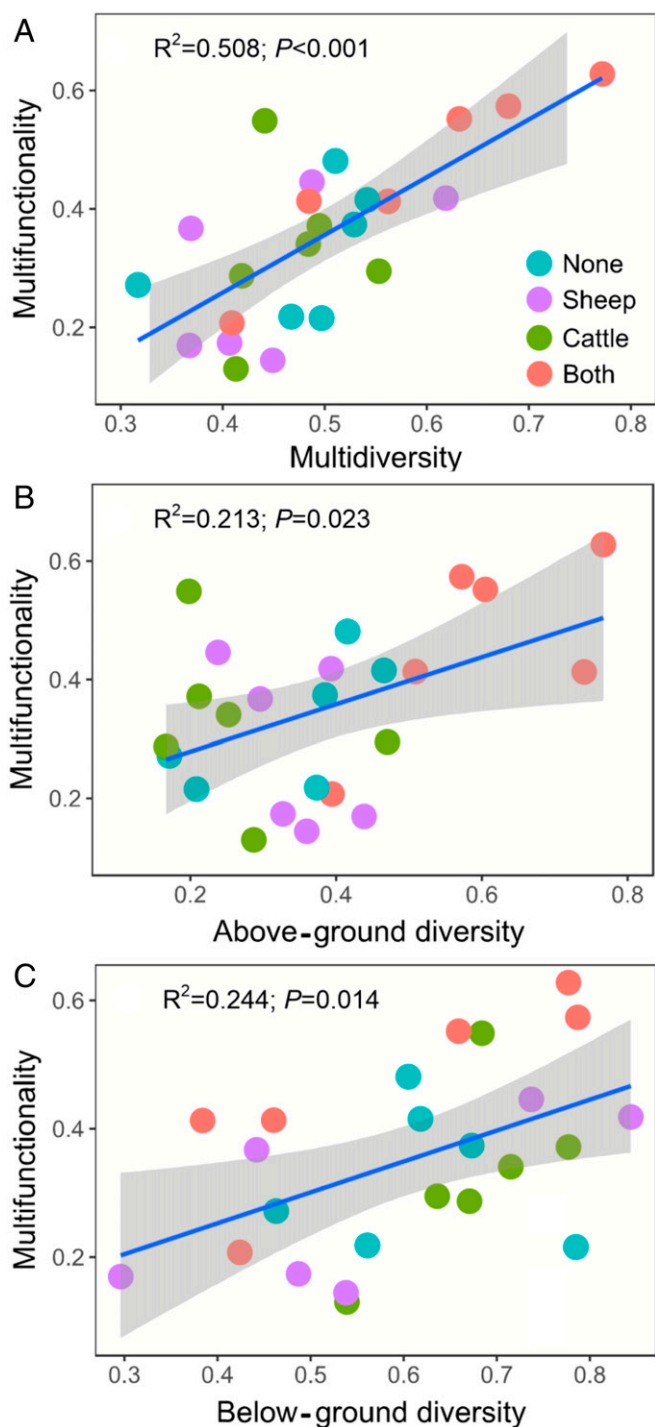 A
R²=0.508; P<0.001
Multifunctionality
0.6
0.4
0.2
None
Sheep
Cattle
Both
0.3 0.4 0.5 0.6 0.7 0.8
Multidiversity
B
R²=0.213; P=0.023
Multifunctionality
0.6
0.4
0.2
0.2 0.4 0.6 0.8
Above-ground diversity
C
R²=0.244; P=0.014
Multifunctionality
0.6
0.4
0.2
0.3 0.4 0.5 0.6 0.7 0.8
Below-ground diversity